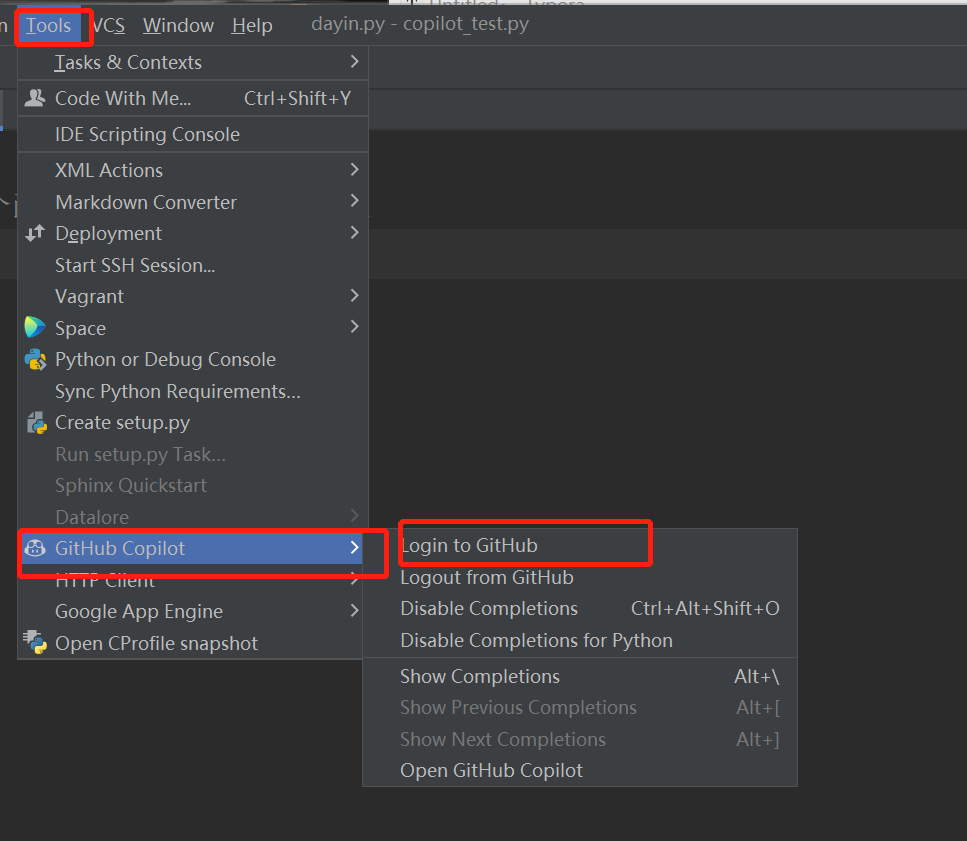 Untitled - Typora
Tools VCS Window Help dayin.py - copilot_test.py
Tasks & Contexts
Code With Me... Ctrl+Shift+Y
IDE Scripting Console
XML Actions
Markdown Converter
Deployment
Start SSH Session...
Vagrant
Space
Python or Debug Console
Sync Python Requirements...
Create setup.py
Run setup.py Task...
Sphinx Quickstart
Datalore
GitHub Copilot
HTTP Client
Google App Engine
Open CProfile snapshot
Login to GitHub
Logout from GitHub
Disable Completions Ctrl+Alt+Shift+O
Disable Completions for Python
Show Completions Alt+\
Show Previous Completions Alt+[
Show Next Completions Alt+]
Open GitHub Copilot